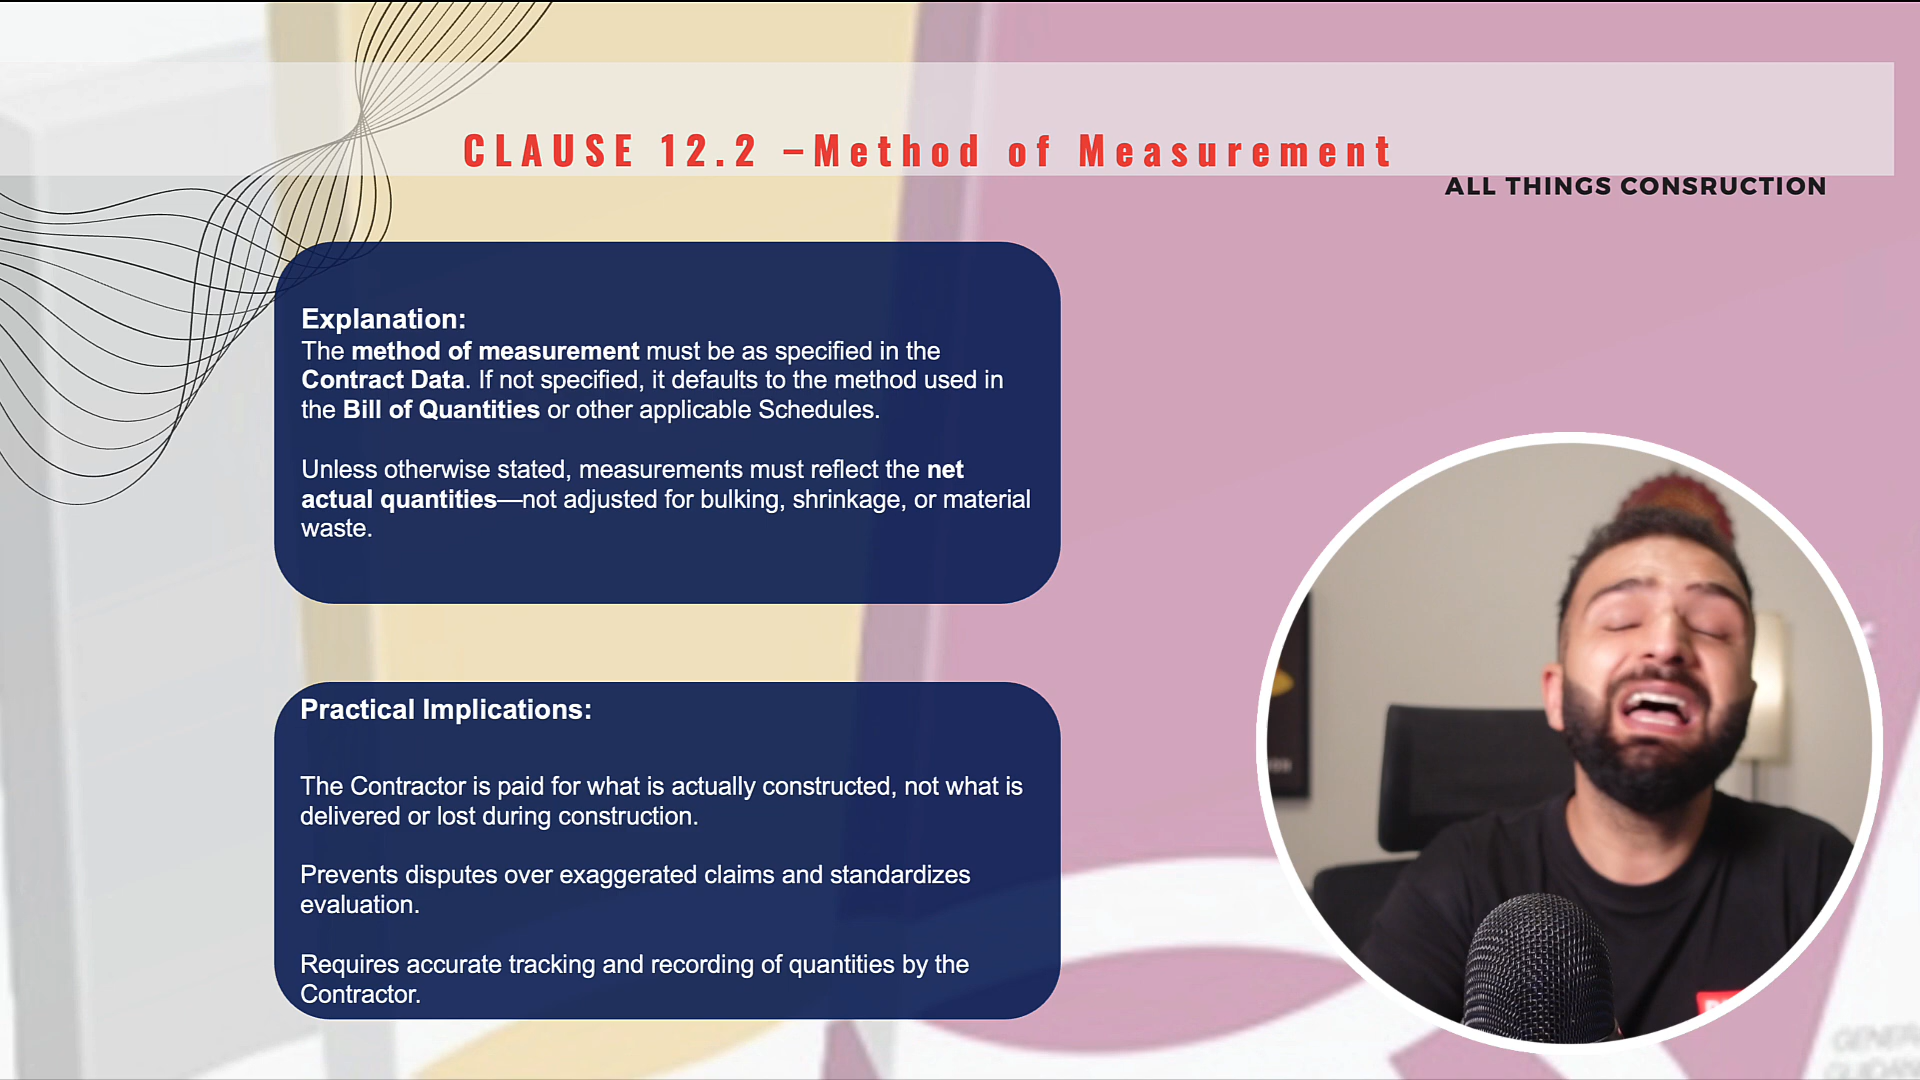 CLAUSE 12.2 –Method of Measurement
ALL THINGS CONSRUCTION
Explanation:
The method of measurement must be as specified in the
Contract Data. If not specified, it defaults to the method used in
the Bill of Quantities or other applicable Schedules.
Unless otherwise stated, measurements must reflect the net
actual quantities—not adjusted for bulking, shrinkage, or material
waste.
Practical Implications:
The Contractor is paid for what is actually constructed, not what is
delivered or lost during construction.
Prevents disputes over exaggerated claims and standardizes
evaluation.
Requires accurate tracking and recording of quantities by the
Contractor.